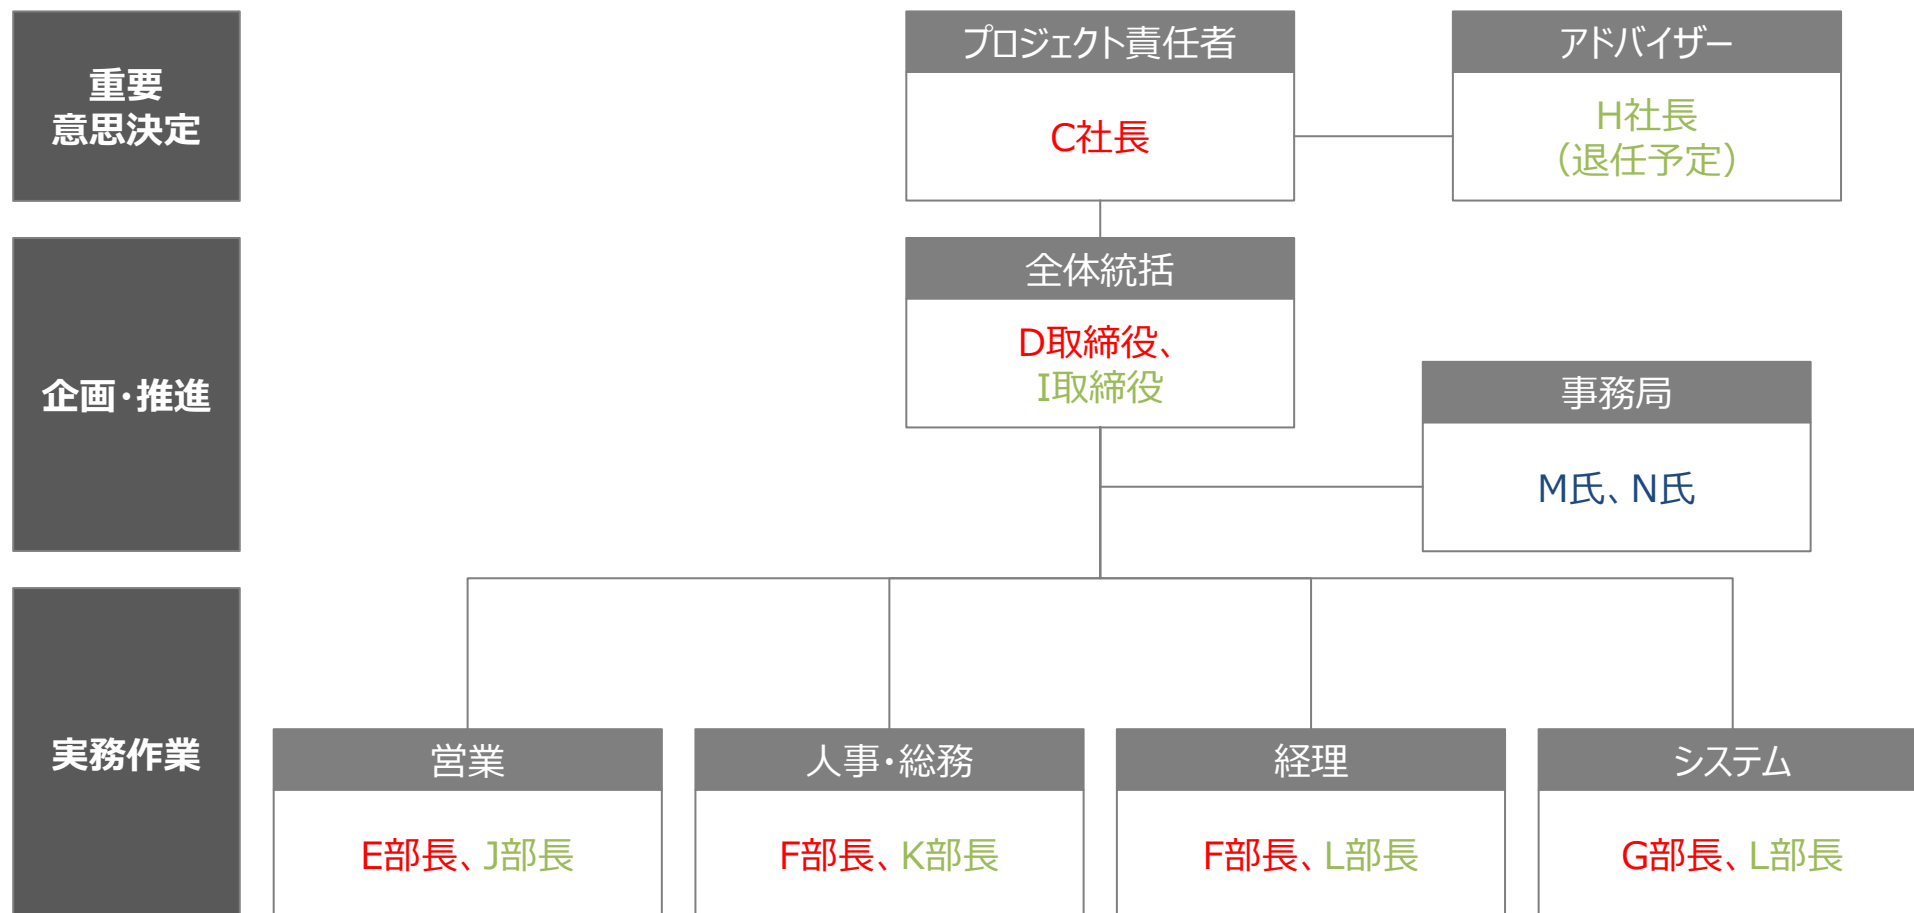 重要
意思決定
プロジェクト責任者
C社長
アドバイザー
H社長
（退任予定）
企画・推進
全体統括
D取締役、
I取締役
事務局
M氏、N氏
実務作業
営業
E部長、J部長
人事・総務
F部長、K部長
経理
F部長、L部長
システム
G部長、L部長